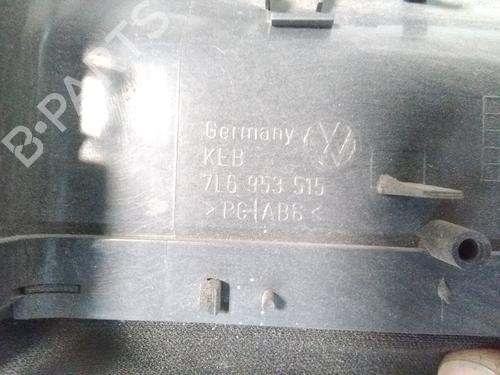 B-PARTS
Germany
KEB
7L6 953 515
>PC+ABS<